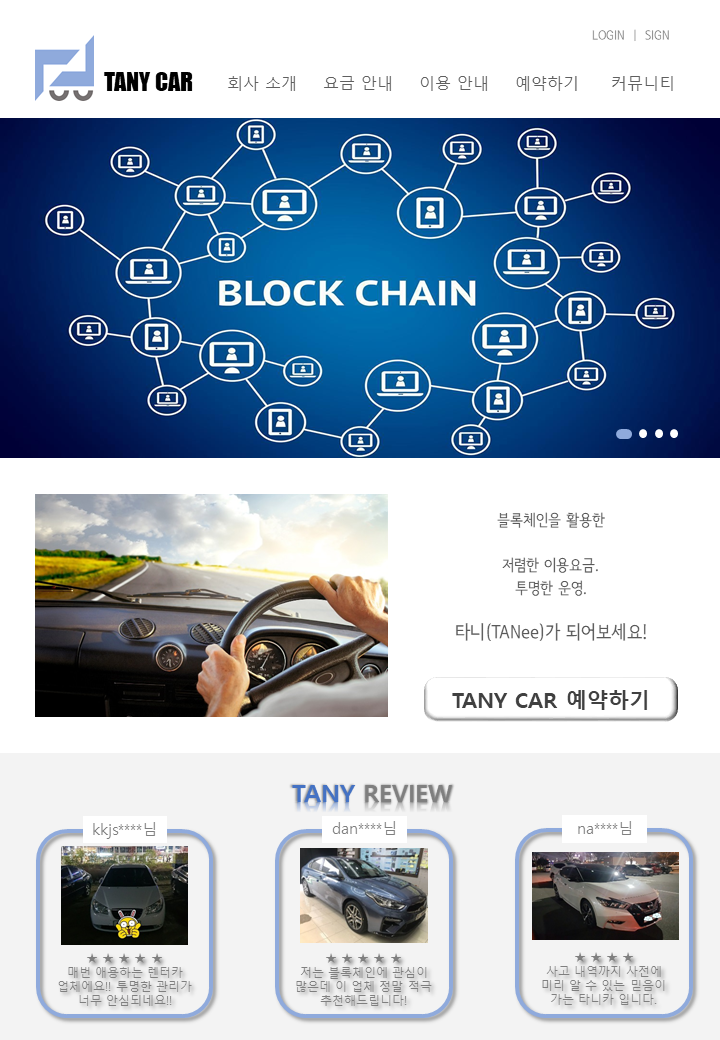 LOGIN | SIGN
TANY CAR
회사 소개 요금 안내 이용 안내 예약하기 커뮤니티
BLOCK CHAIN
블록체인을 활용한
저렴한 이용요금.
투명한 운영.
타니(TANee)가 되어보세요!
TANY CAR 예약하기
TANY REVIEW
kkjs****님
★ ★ ★ ★ ★
매번 애용하는 렌터카
업체에요!! 투명한 관리가
너무 안심되네요!!
dan****님
★ ★ ★ ★ ★
저는 블록체인에 관심이
많은데 이 업체 정말 적극
추천해드립니다!
na****님
★ ★ ★ ★
사고 내역까지 사전에
미리 알 수 있는 믿음이
가는 타니카 입니다.